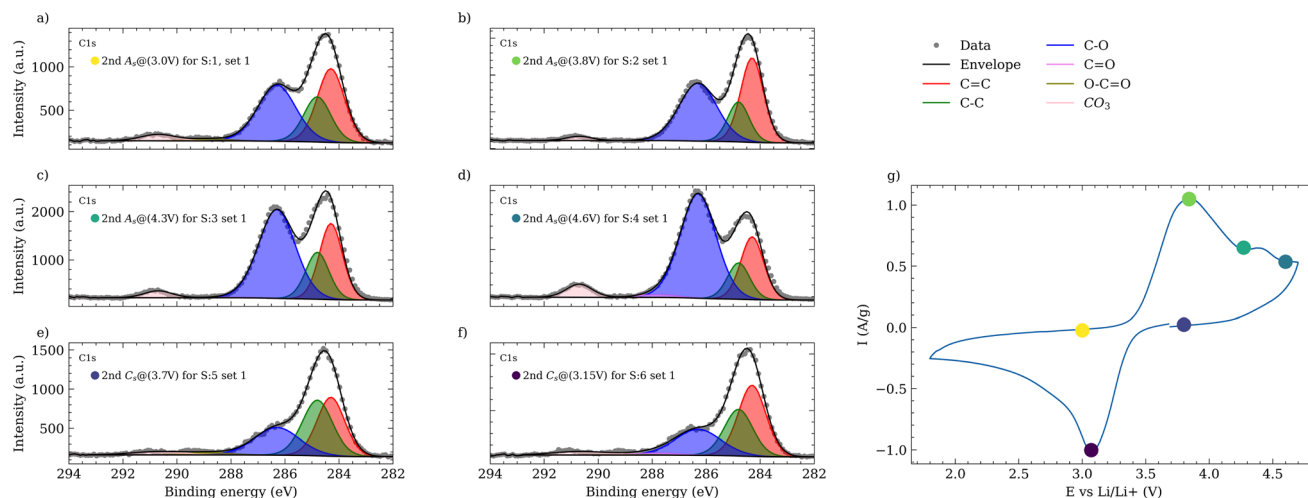 a)
C1s
2nd A_s@(3.0V) for S:1, set 1
1000
500
Intensity (a.u.)
b)
C1s
2nd A_s@(3.8V) for S:2 set 1
Data
Envelope
C=C
C-C
C-O
C=O
O-C=O
CO_3
c)
C1s
2nd A_s@(4.3V) for S:3 set 1
2000
1000
Intensity (a.u.)
d)
C1s
2nd A_s@(4.6V) for S:4 set 1
e)
C1s
2nd C_s@(3.7V) for S:5 set 1
1500
1000
500
Intensity (a.u.)
294 292 290 288 286 284 282
Binding energy (eV)
f)
C1s
2nd C_s@(3.15V) for S:6 set 1
294 292 290 288 286 284 282
Binding energy (eV)
g)
1.0
0.5
0.0
−0.5
−1.0
I (A/g)
2.0 2.5 3.0 3.5 4.0 4.5
E vs Li/Li+ (V)